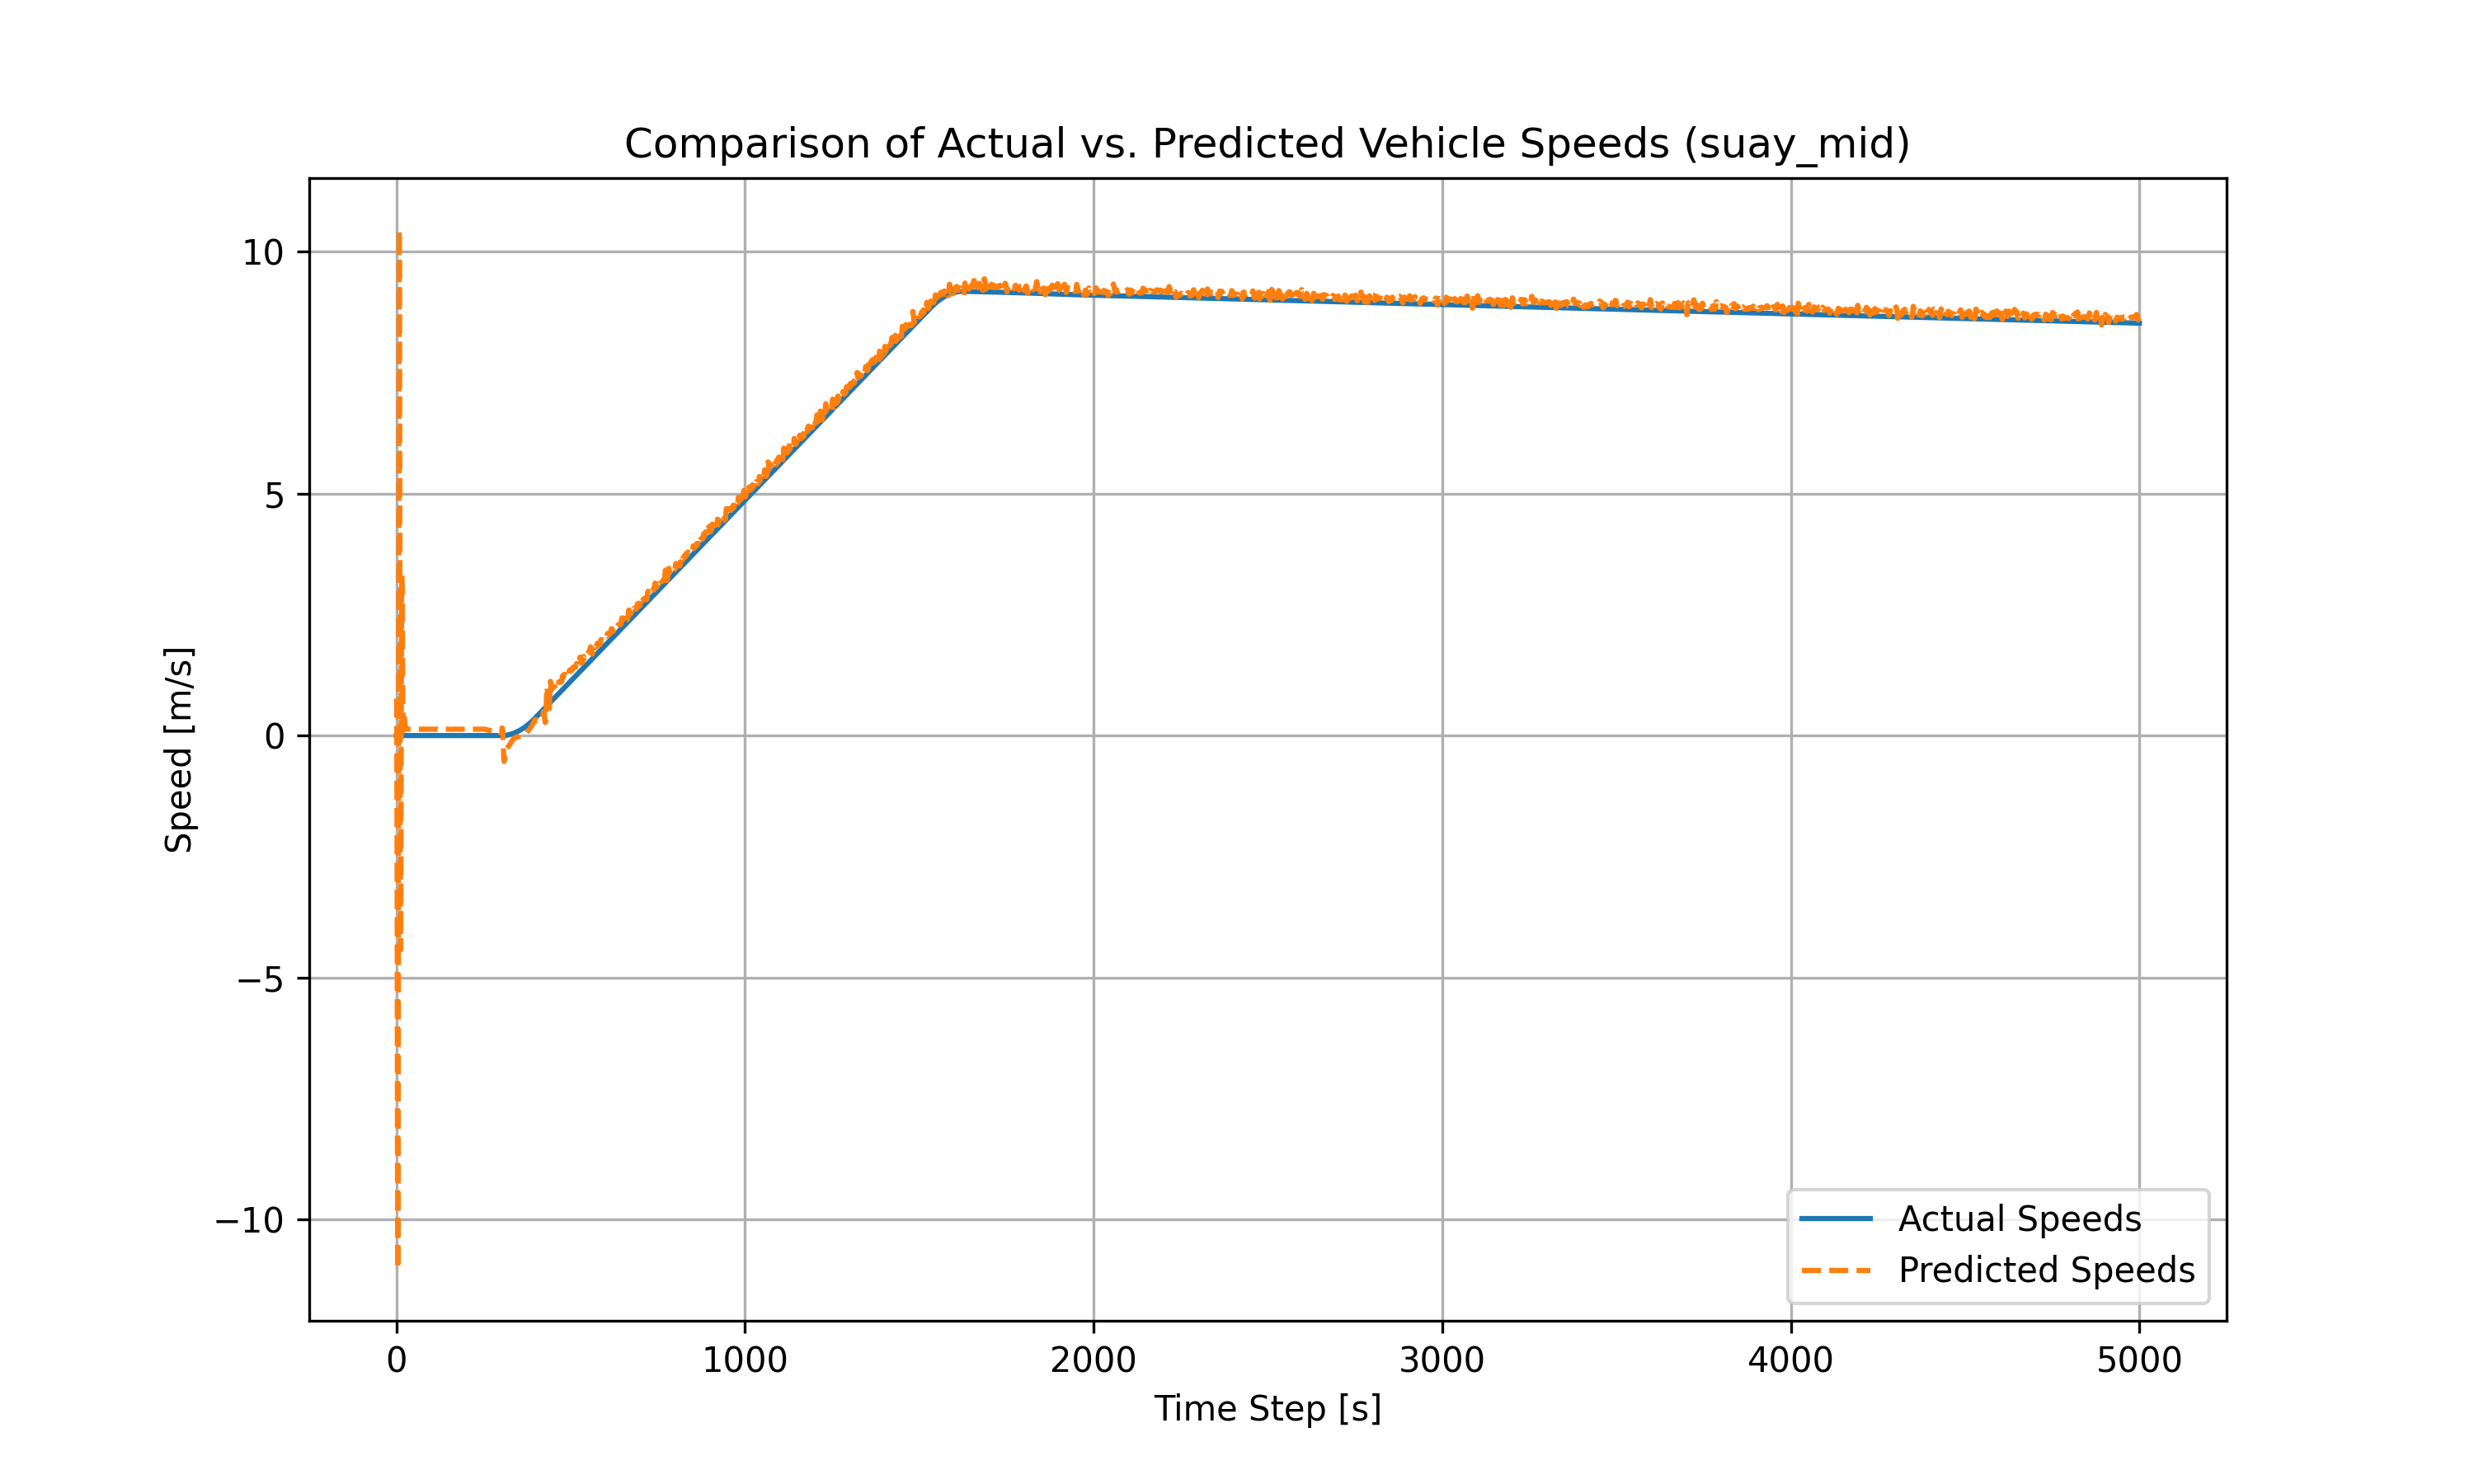 Comparison of Actual vs. Predicted Vehicle Speeds (suay_mid)
Speed [m/s]
10
5
0
−5
−10
Actual Speeds
Predicted Speeds
0 1000 2000 3000 4000 5000
Time Step [s]